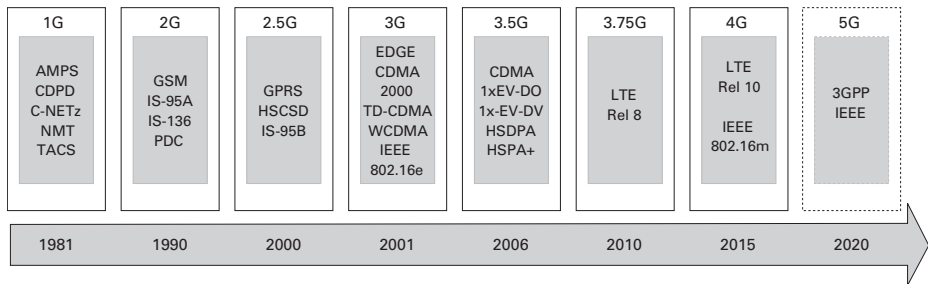 1G
AMPS
CDPD
C-NETz
NMT
TACS
2G
GSM
IS-95A
IS-136
PDC
2.5G
GPRS
HSCSD
IS-95B
3G
EDGE
CDMA
2000
TD-CDMA
WCDMA
IEEE
802.16e
3.5G
CDMA
1xEV-DO
1x-EV-DV
HSDPA
HSPA+
3.75G
LTE
Rel 8
4G
LTE
Rel 10
IEEE
802.16m
5G
3GPP
IEEE
1981
1990
2000
2001
2006
2010
2015
2020